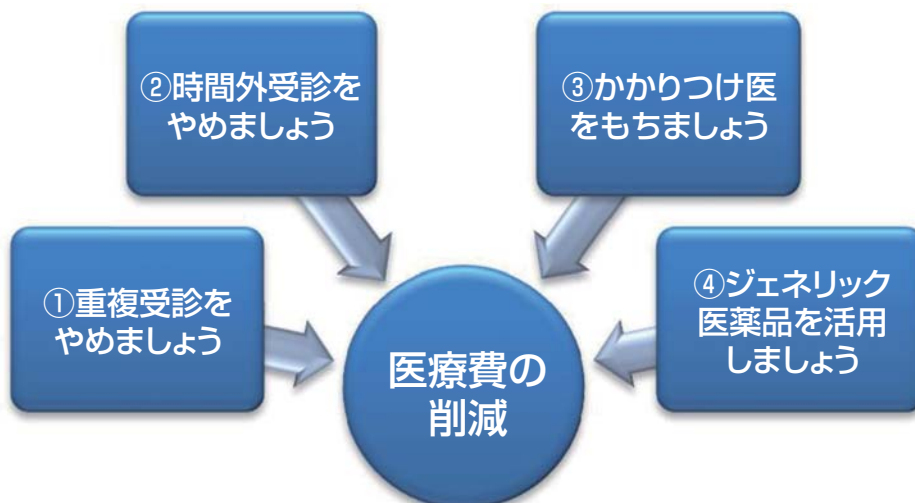 ①重複受診を
やめましょう
②時間外受診を
やめましょう
③かかりつけ医
をもちましょう
④ジェネリック
医薬品を活用
しましょう
医療費の
削減